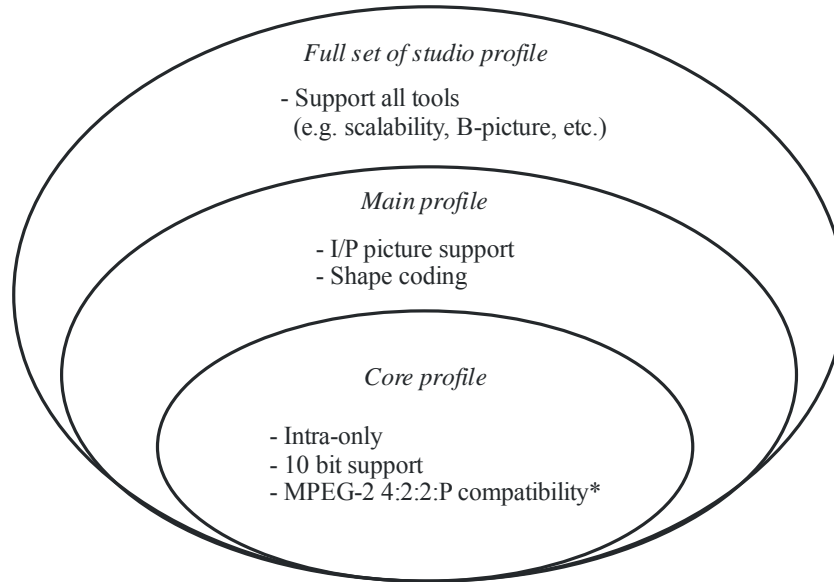 Full set of studio profile
- Support all tools
(e.g. scalability, B-picture, etc.)
Main profile
- I/P picture support
- Shape coding
Core profile
- Intra-only
- 10 bit support
- MPEG-2 4:2:2:P compatibility*